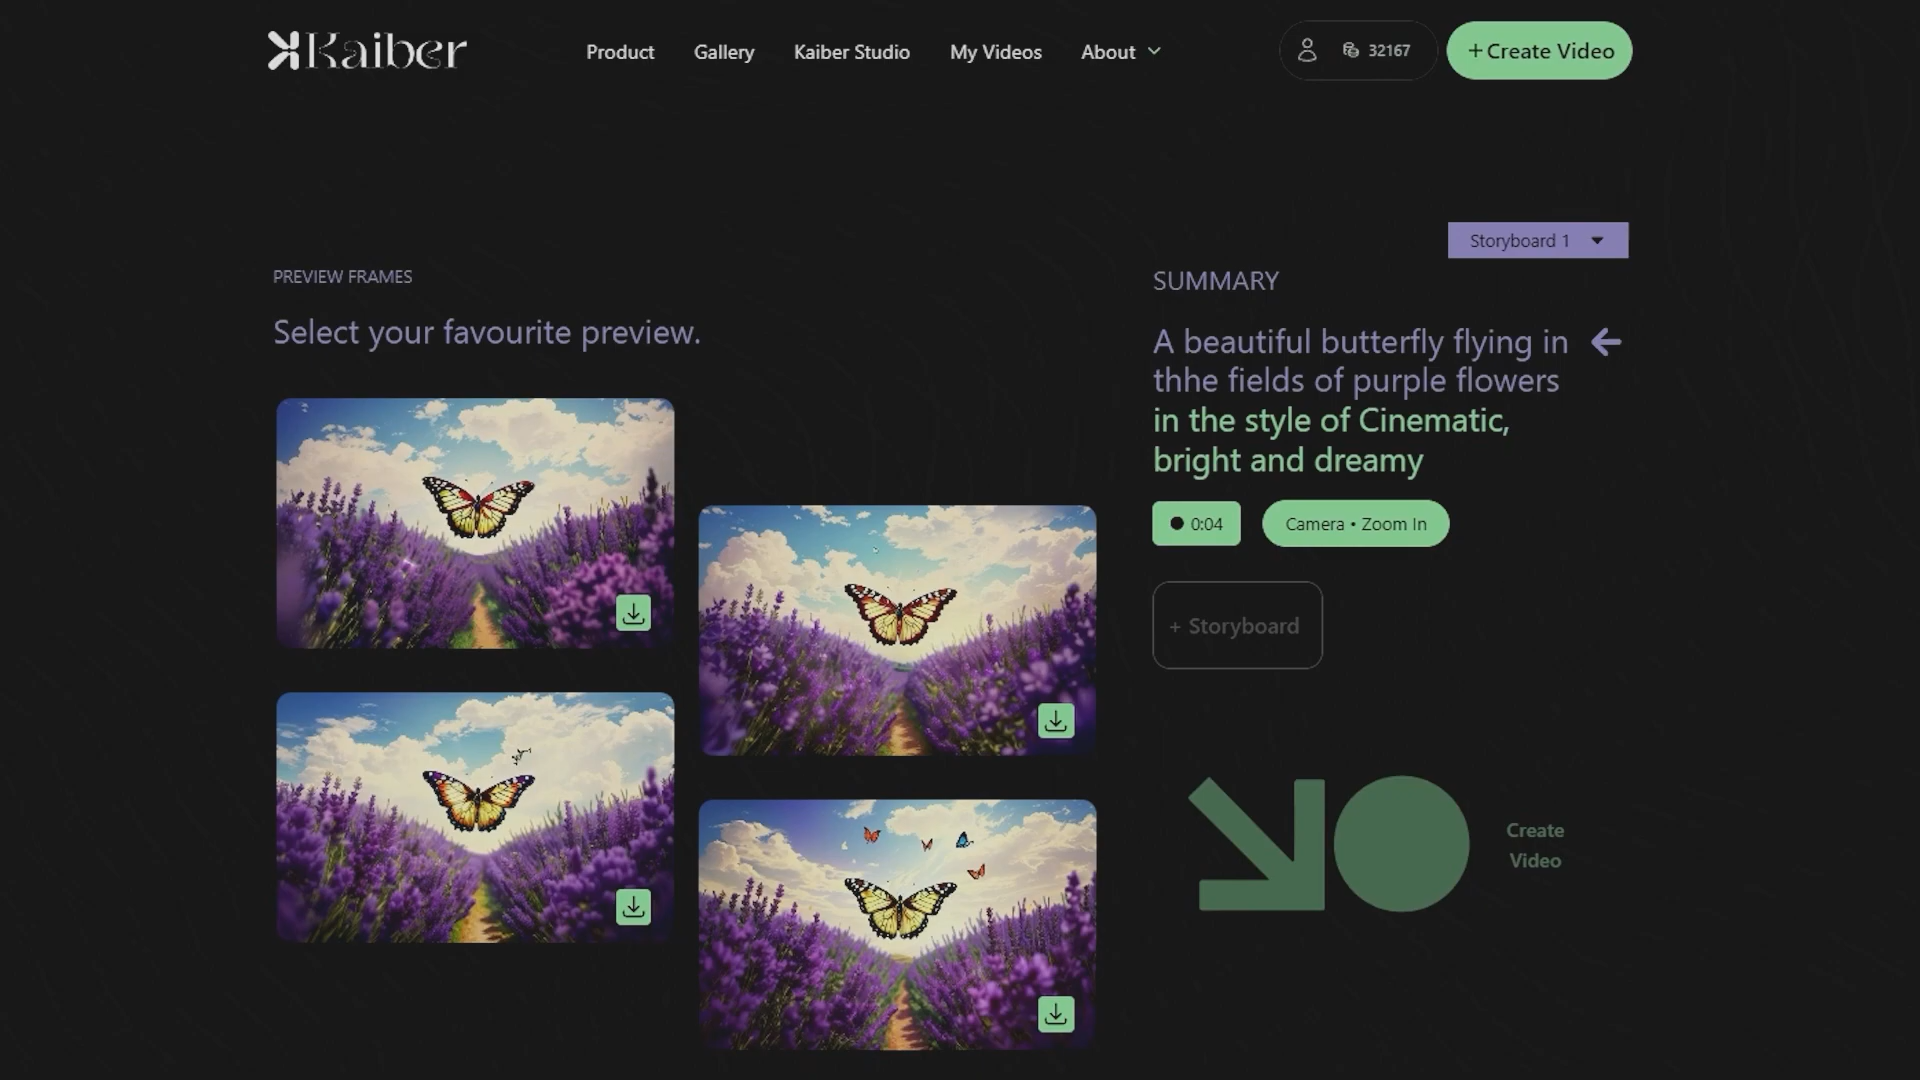 Kaiber
Product
Gallery
Kaiber Studio
My Videos
About
32167
+Create Video
Storyboard 1
PREVIEW FRAMES
Select your favourite preview.
SUMMARY
A beautiful butterfly flying in
thhe fields of purple flowers
in the style of Cinematic,
bright and dreamy
0:04
Camera • Zoom In
+ Storyboard
Create
Video